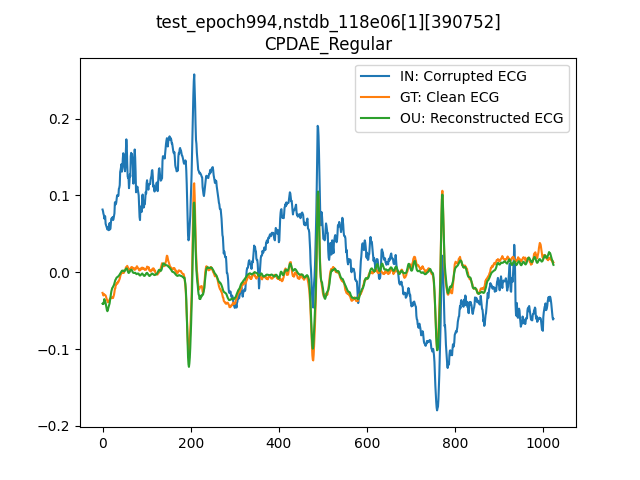 test_epoch994,nstdb_118e06[1][390752]
CPDAE_Regular
IN: Corrupted ECG
GT: Clean ECG
OU: Reconstructed ECG
0.2
0.1
0.0
−0.1
−0.2
0 200 400 600 800 1000